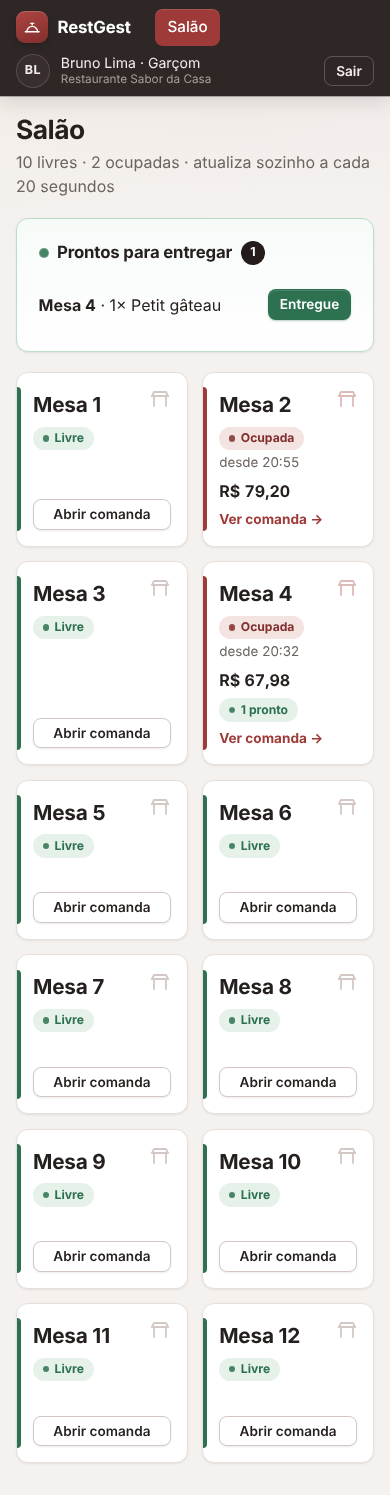 RestGest
Salão
BL
Bruno Lima · Garçom
Restaurante Sabor da Casa
Sair
Salão
10 livres · 2 ocupadas · atualiza sozinho a cada
20 segundos
Prontos para entregar 1
Mesa 4 · 1× Petit gâteau
Entregue
Mesa 1
Livre
Abrir comanda
Mesa 2
Ocupada
desde 20:55
R$ 79,20
Ver comanda →
Mesa 3
Livre
Abrir comanda
Mesa 4
Ocupada
desde 20:32
R$ 67,98
1 pronto
Ver comanda →
Mesa 5
Livre
Abrir comanda
Mesa 6
Livre
Abrir comanda
Mesa 7
Livre
Abrir comanda
Mesa 8
Livre
Abrir comanda
Mesa 9
Livre
Abrir comanda
Mesa 10
Livre
Abrir comanda
Mesa 11
Livre
Abrir comanda
Mesa 12
Livre
Abrir comanda